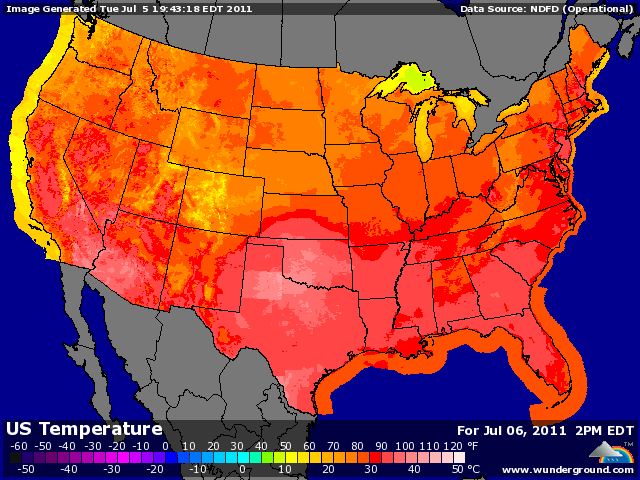 Image Generated Tue Jul 5 19:43:18 EDT 2011 Data Source: NDFD (Operational)
US Temperature For Jul 06, 2011 2PM EDT
-60 -50 -40 -30 -20 -10 0 10 20 30 40 50 60 70 80 90 100 110 120 °F
-50 -40 -30 -20 -10 0 10 20 30 40 50 °C
TM
www.wunderground.com